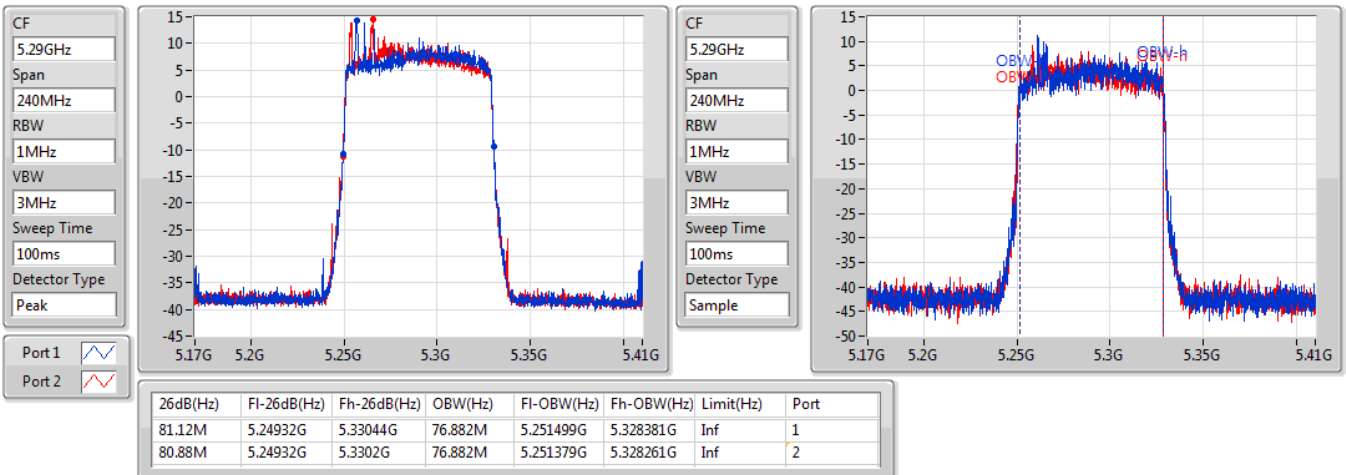 CF
5.29GHz
Span
240MHz
RBW
1MHz
VBW
3MHz
Sweep Time
100ms
Detector Type
Peak
Port 1
Port 2
15
10
5
0
-5
-10
-15
-20
-25
-30
-35
-40
-45
5.17G 5.2G 5.25G 5.3G 5.35G 5.41G
CF
5.29GHz
Span
240MHz
RBW
1MHz
VBW
3MHz
Sweep Time
100ms
Detector Type
Sample
15
10
5
0
-5
-10
-15
-20
-25
-30
-35
-40
-45
-50
OBW OBW-h
OBW OBW-h
5.17G 5.2G 5.25G 5.3G 5.35G 5.41G
26dB(Hz) Fl-26dB(Hz) Fh-26dB(Hz) OBW(Hz) Fl-OBW(Hz) Fh-OBW(Hz) Limit(Hz) Port
81.12M 5.24932G 5.33044G 76.882M 5.251499G 5.328381G Inf 1
80.88M 5.24932G 5.3302G 76.882M 5.251379G 5.328261G Inf 2